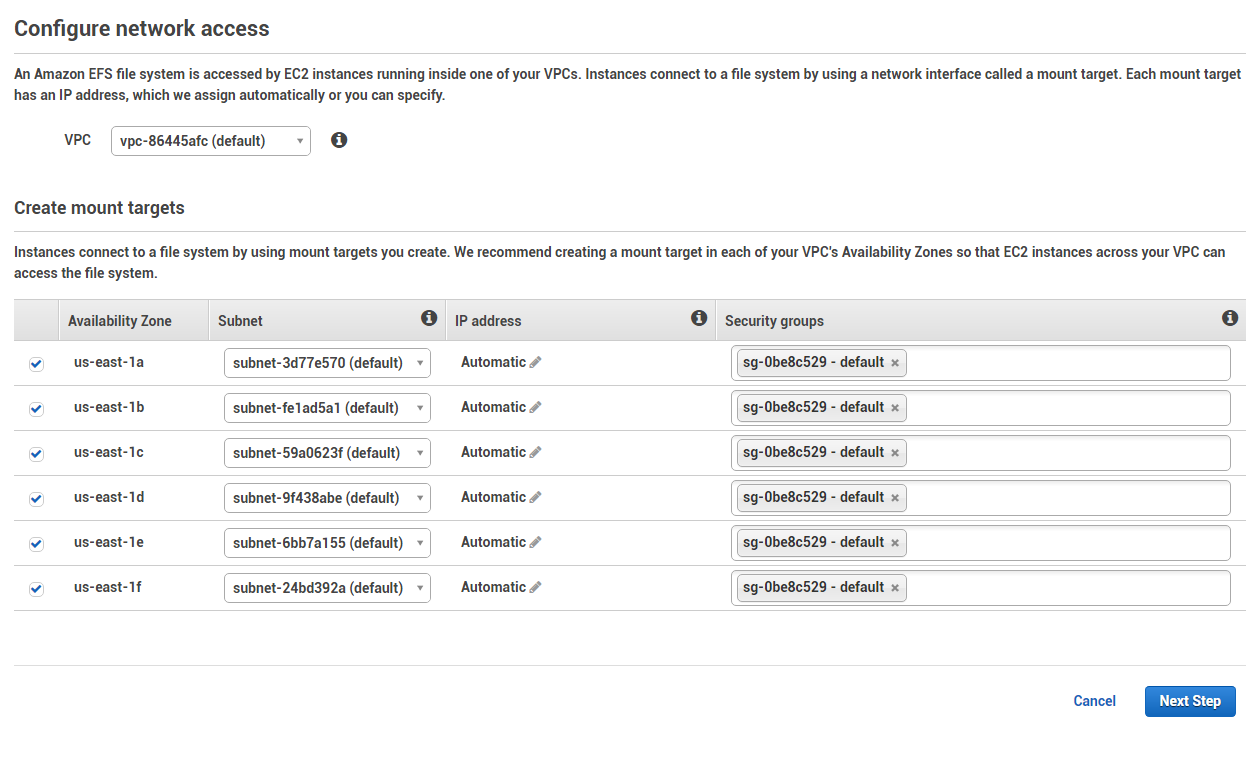 Configure network access
An Amazon EFS file system is accessed by EC2 instances running inside one of your VPCs. Instances connect to a file system by using a network interface called a mount target. Each mount target
has an IP address, which we assign automatically or you can specify.
VPC vpc-86445afc (default)
Create mount targets
Instances connect to a file system by using mount targets you create. We recommend creating a mount target in each of your VPC's Availability Zones so that EC2 instances across your VPC can
access the file system.
Availability Zone Subnet IP address Security groups
us-east-1a subnet-3d77e570 (default) Automatic sg-0be8c529 - default ×
us-east-1b subnet-fe1ad5a1 (default) Automatic sg-0be8c529 - default ×
us-east-1c subnet-59a0623f (default) Automatic sg-0be8c529 - default ×
us-east-1d subnet-9f438abe (default) Automatic sg-0be8c529 - default ×
us-east-1e subnet-6bb7a155 (default) Automatic sg-0be8c529 - default ×
us-east-1f subnet-24bd392a (default) Automatic sg-0be8c529 - default ×
Cancel Next Step